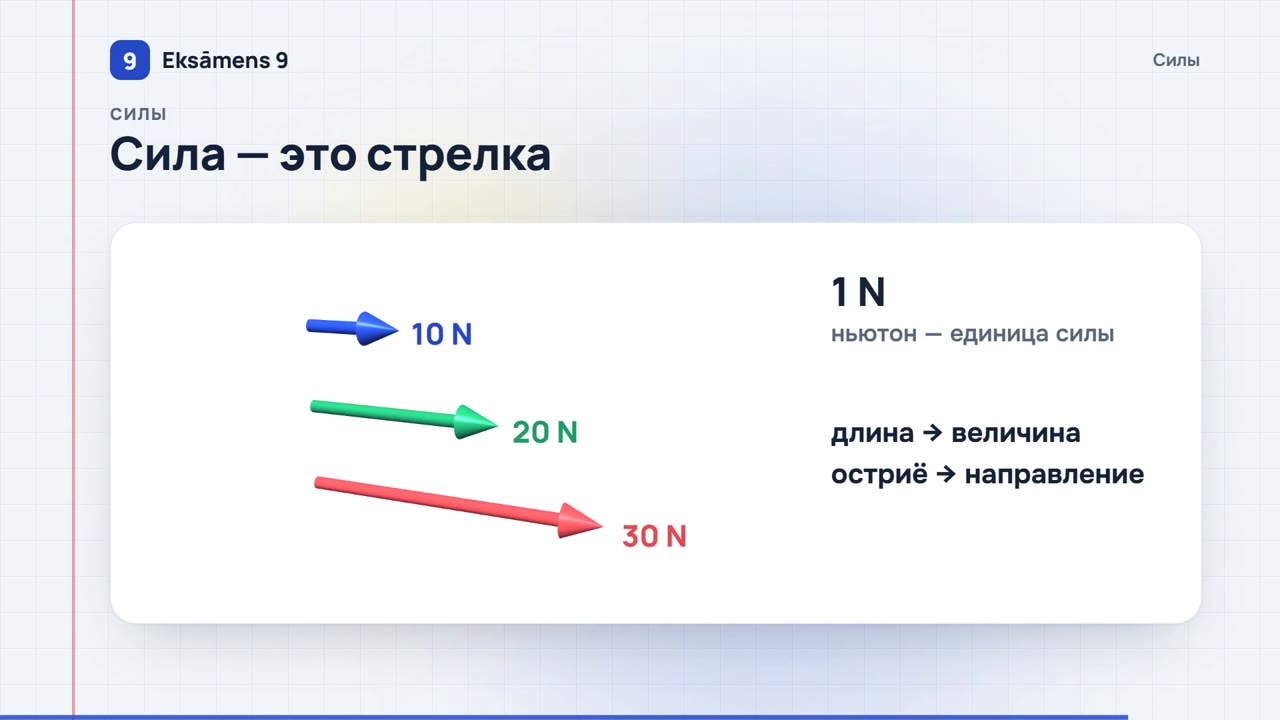 9 Eksāmens 9
Силы
СИЛЫ
Сила — это стрелка
10 N
20 N
30 N
1 N
ньютон — единица силы
длина → величина
остриё → направление